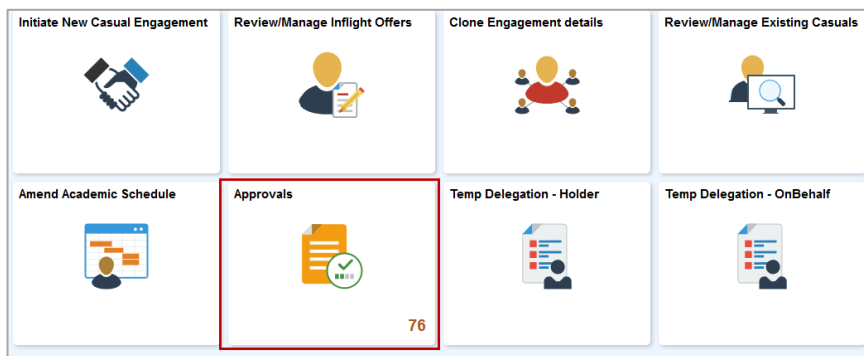 Initiate New Casual Engagement
Review/Manage Inflight Offers
Clone Engagement details
Review/Manage Existing Casuals
Amend Academic Schedule
Approvals
Temp Delegation - Holder
Temp Delegation - OnBehalf
76